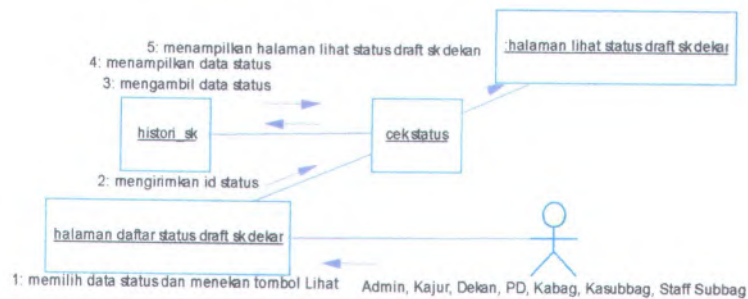 5: menampilkan halaman lihat status draft sk dekan
4: menampilkan data status
3: mengambil data status
:halaman lihat status draft sk dekar
histori_sk
cekstatus
2: mengirimkan id status
halaman daftar status draft sk dekar
1: memilih data status dan menekan tombol Lihat
Admin, Kajur, Dekan, PD, Kabag, Kasubbag, Staff Subbag